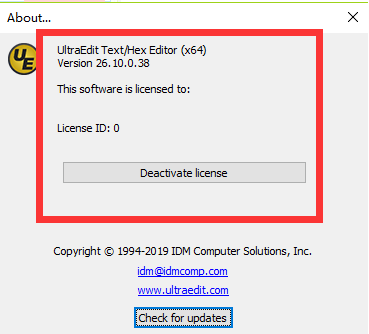 About...
UE
UltraEdit Text/Hex Editor (x64)
Version 26.10.0.38
This software is licensed to:
License ID: 0
Deactivate license
Copyright © 1994-2019 IDM Computer Solutions, Inc.
idm@idmcomp.com
www.ultraedit.com
Check for updates